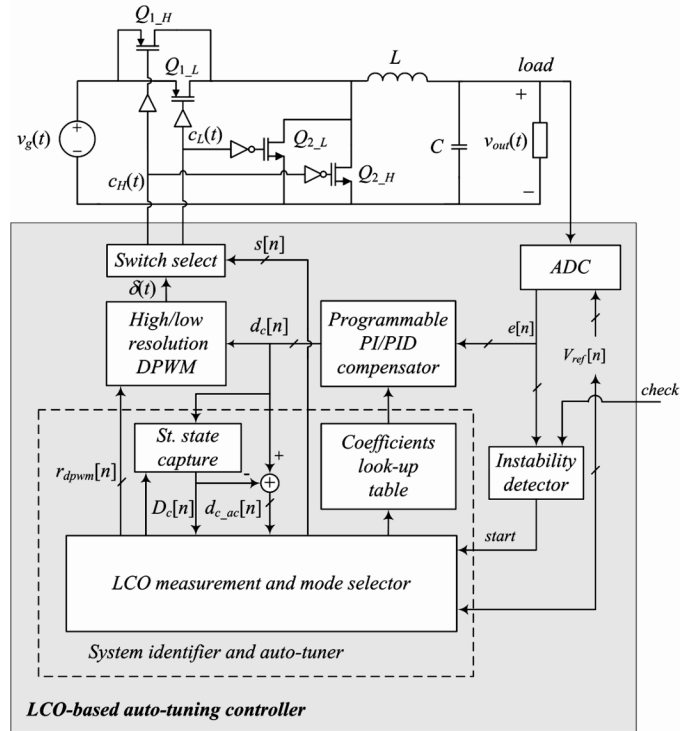 Q1_H
Q1_L
L
load
+
vg(t)
+
−
cL(t)
Q2_L
C
vout(t)
cH(t)
Q2_H
−
Switch select
s[n]
ADC
δ(t)
High/low
resolution
DPWM
dc[n]
Programmable
PI/PID
compensator
e[n]
Vref[n]
check
St. state
capture
+
-
+
Coefficients
look-up
table
Instability
detector
rdpwm[n]
Dc[n]
dc_ac[n]
start
LCO measurement and mode selector
System identifier and auto-tuner
LCO-based auto-tuning controller